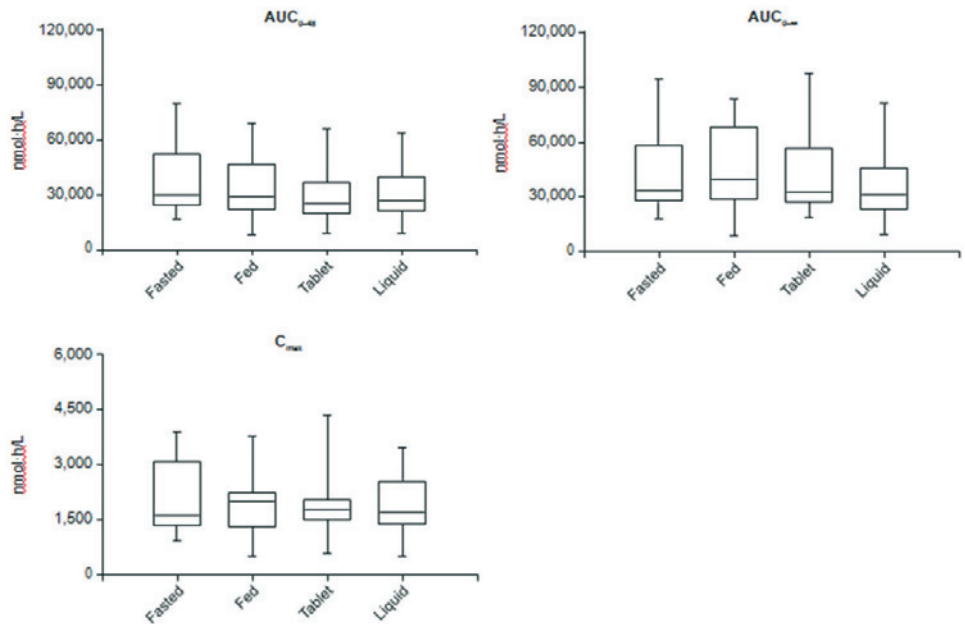 AUC₀₋₄₈
120,000
90,000
60,000
30,000
0
nmol·h/L
Fasted
Fed
Tablet
Liquid
AUC₀₋∞
120,000
90,000
60,000
30,000
0
nmol·h/L
Fasted
Fed
Tablet
Liquid
Cₘₐₓ
6,000
4,500
3,000
1,500
0
nmol·h/L
Fasted
Fed
Tablet
Liquid